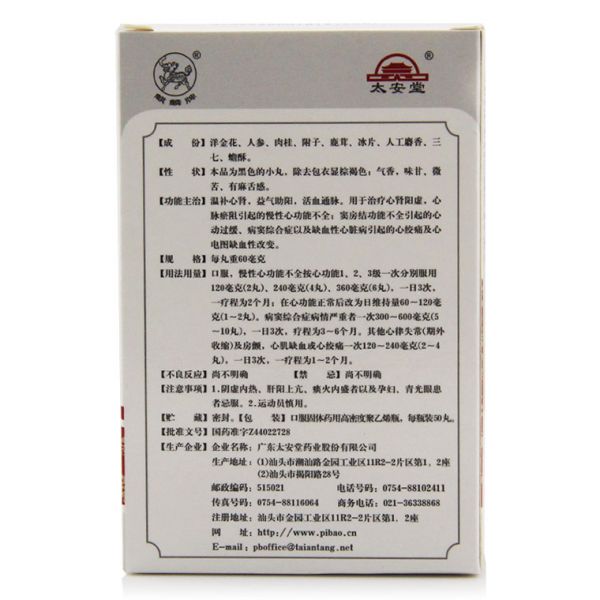 麒麟牌
®
太安堂
®
【成　份】洋金花、人参、肉桂、附子、鹿茸、冰片、人工麝香、三
七、蟾酥。
【性　状】本品为黑色的小丸，除去包衣显棕褐色；气香，味甘、微
苦、有麻舌感。
【功能主治】温补心肾，益气助阳，活血通脉。用于治疗心肾阳虚，心
脉瘀阻引起的慢性心功能不全；窦房结功能不全引起的心
动过缓、病窦综合症以及缺血性心脏病引起的心绞痛及心
电图缺血性改变。
【规　格】每丸重60毫克
【用法用量】口服，慢性心功能不全按心功能1、2、3级一次分别服用
120毫克(2丸)、240毫克(4丸)、360毫克(6丸)，一日3次，
一疗程为2个月；在心功能正常后改为日维持量60～120毫
克(1～2丸)。病窦综合症病情严重者一次300～600毫克(5
～10丸)，一日3次，疗程为3～6个月。其他心律失常(期外
收缩)及房颤，心肌缺血或心绞痛一次120～240毫克(2～4
丸)，一日3次，一疗程为1～2个月。
【不良反应】尚不明确　【禁　忌】尚不明确
【注意事项】1.阴虚内热、肝阳上亢、痰火内盛者以及孕妇、青光眼患
者忌服。2.运动员慎用。
【贮　藏】密封。【包　装】口服固体药用高密度聚乙烯瓶，每瓶装50丸。
【批准文号】国药准字Z44022728
【生产企业】企业名称：广东太安堂药业股份有限公司
生产地址：(1)汕头市潮汕路金园工业区11R2-2片区第1、2座
(2)汕头市揭阳路28号
邮政编码：515021　电话号码：0754-88102411
传真号码：0754-88116064　商务电话：021-36338868
注册地址：汕头市金园工业区11R2-2片区第1、2座
网　址：http://www.pibao.cn
E-mail：pboffice@taiantang.net